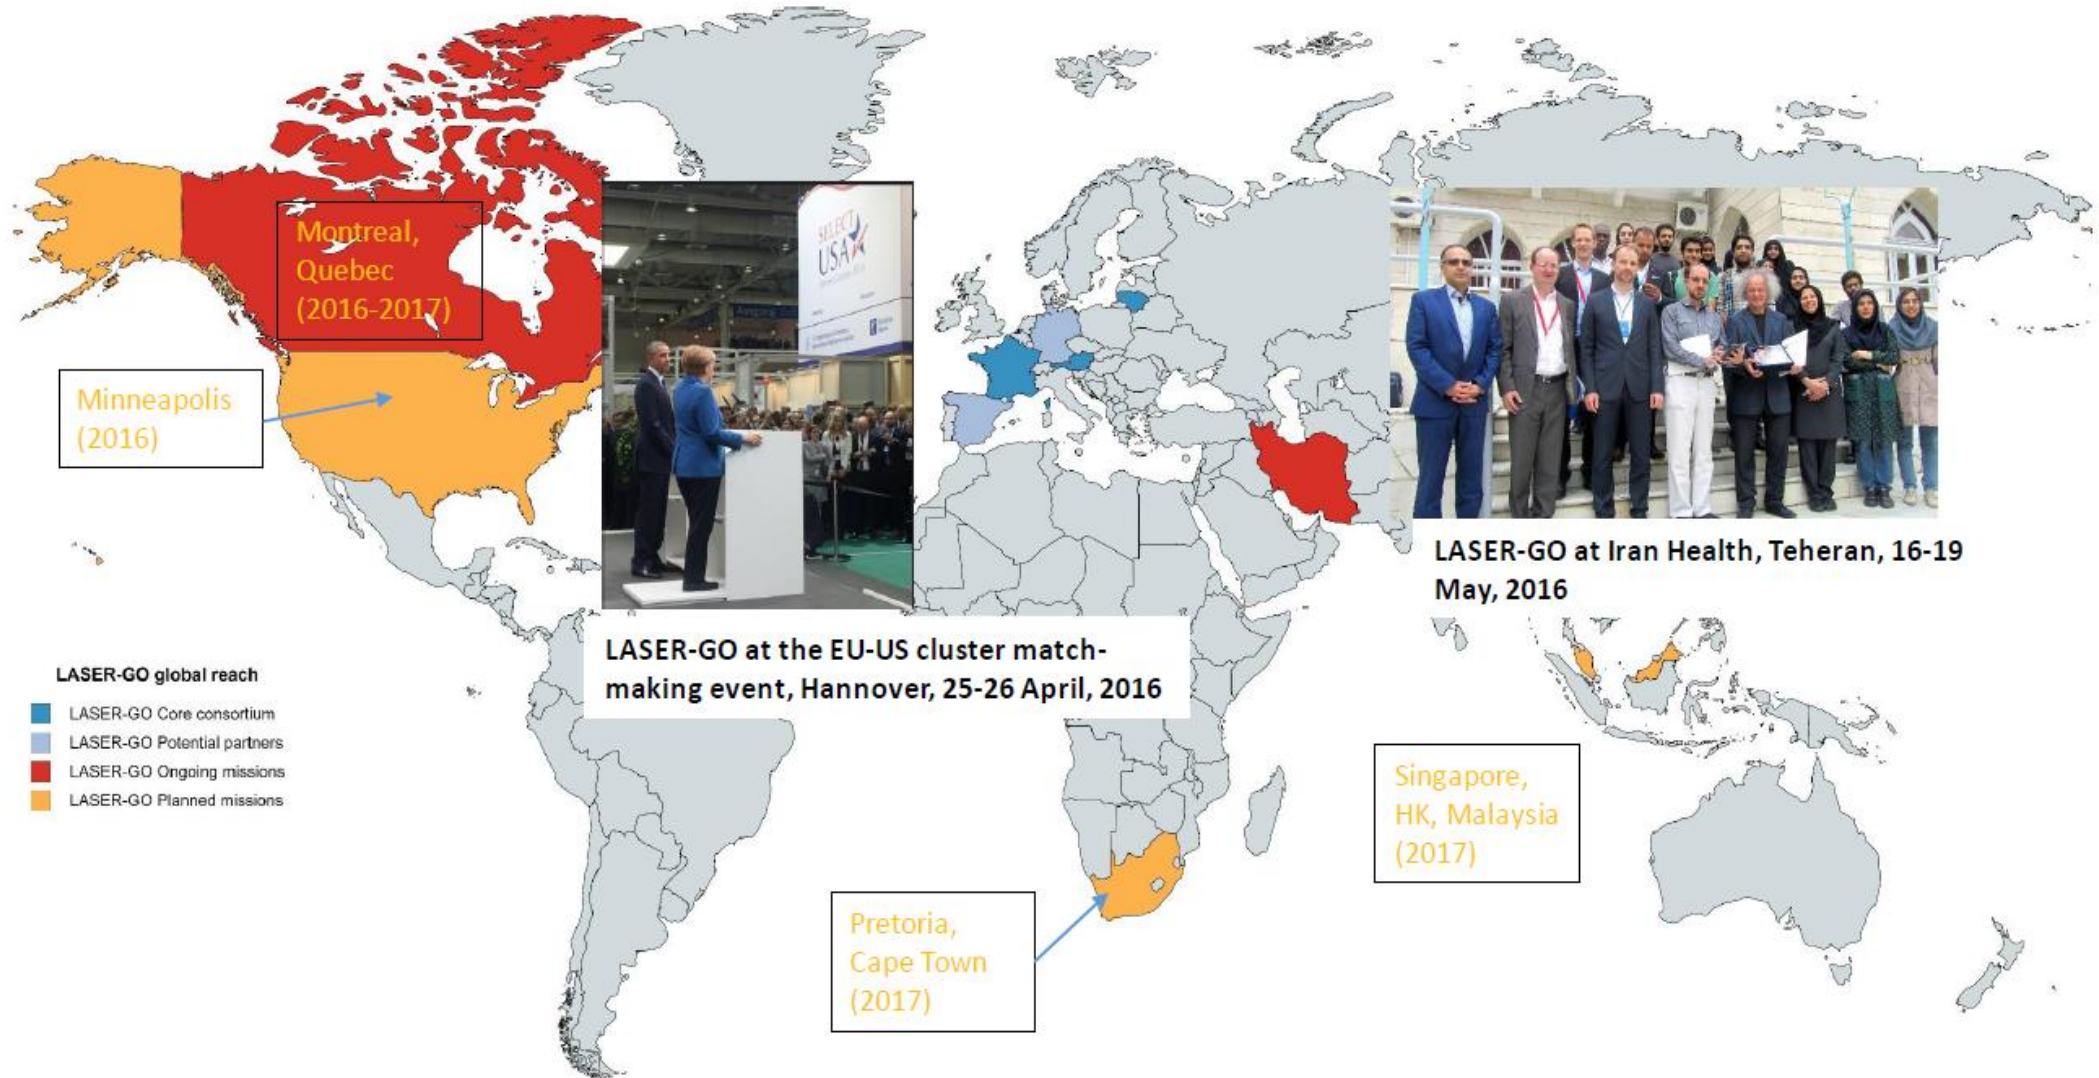 Montreal,
Quebec
(2016-2017)
Minneapolis
(2016)
SELECT
USA
LASER-GO at Iran Health, Teheran, 16-19
May, 2016
LASER-GO at the EU-US cluster match-
making event, Hannover, 25-26 April, 2016
LASER-GO global reach
LASER-GO Core consortium
LASER-GO Potential partners
LASER-GO Ongoing missions
LASER-GO Planned missions
Singapore,
HK, Malaysia
(2017)
Pretoria,
Cape Town
(2017)